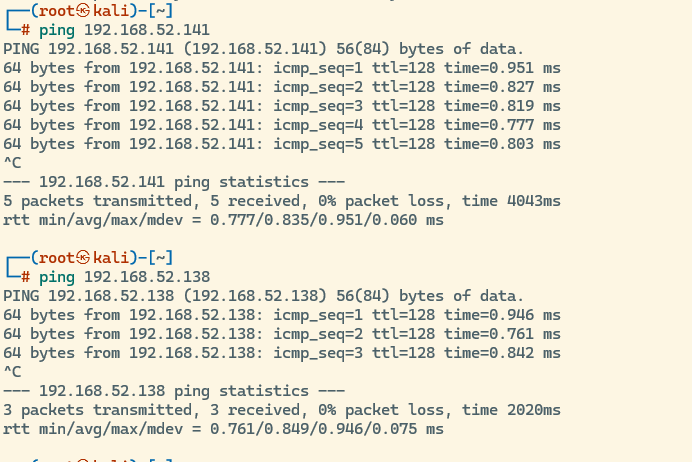 ┌──(root㉿kali)-[~]
└─# ping 192.168.52.141
PING 192.168.52.141 (192.168.52.141) 56(84) bytes of data.
64 bytes from 192.168.52.141: icmp_seq=1 ttl=128 time=0.951 ms
64 bytes from 192.168.52.141: icmp_seq=2 ttl=128 time=0.827 ms
64 bytes from 192.168.52.141: icmp_seq=3 ttl=128 time=0.819 ms
64 bytes from 192.168.52.141: icmp_seq=4 ttl=128 time=0.777 ms
64 bytes from 192.168.52.141: icmp_seq=5 ttl=128 time=0.803 ms
^C
--- 192.168.52.141 ping statistics ---
5 packets transmitted, 5 received, 0% packet loss, time 4043ms
rtt min/avg/max/mdev = 0.777/0.835/0.951/0.060 ms
┌──(root㉿kali)-[~]
└─# ping 192.168.52.138
PING 192.168.52.138 (192.168.52.138) 56(84) bytes of data.
64 bytes from 192.168.52.138: icmp_seq=1 ttl=128 time=0.946 ms
64 bytes from 192.168.52.138: icmp_seq=2 ttl=128 time=0.761 ms
64 bytes from 192.168.52.138: icmp_seq=3 ttl=128 time=0.842 ms
^C
--- 192.168.52.138 ping statistics ---
3 packets transmitted, 3 received, 0% packet loss, time 2020ms
rtt min/avg/max/mdev = 0.761/0.849/0.946/0.075 ms